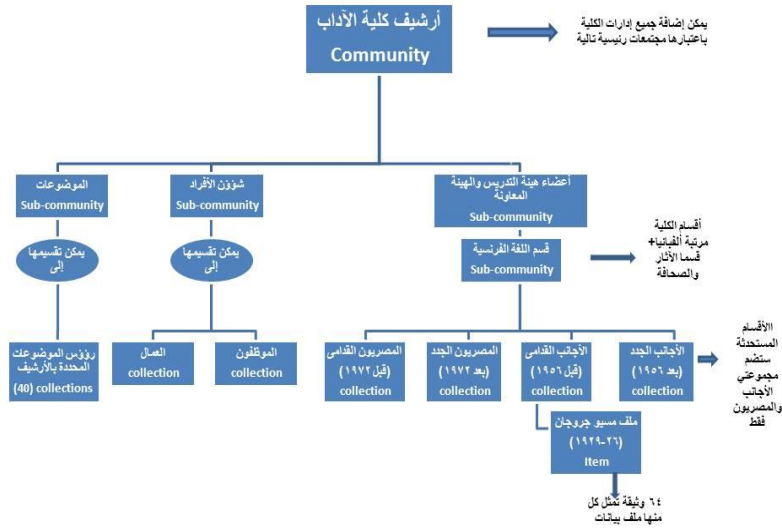 أرشيف كلية الآداب
Community
يمكن إضافة جميع إدارات الكلية
باعتبارها مجتمعات رئيسية تالية
أعضاء هيئة التدريس والهيئة
المعاونة
Sub-community
شؤون الأفراد
Sub-community
الموضوعات
Sub-community
قسم اللغة الفرنسية
Sub-community
أقسام الكلية
مرتبة ألفبائيا+
قسما الآثار
والصحافة
يمكن تقسيمها
إلى
يمكن تقسيمها
إلى
الأجانب الجدد
(بعد ١٩٥٦)
collection
الأجانب القدامى
(قبل ١٩٥٦)
collection
المصريون الجدد
(بعد ١٩٧٢)
collection
المصريون القدامى
(قبل ١٩٧٢)
collection
الموظفون
collection
العمال
collection
رؤوس الموضوعات
المحددة بالأرشيف
(40) collections
االأقسام
المستحدثة
ستضم
مجموعتي
الأجانب
والمصريون
فقط
ملف مسيو جروجان
(٢٦-١٩٢٩)
Item
٦٤ وثيقة تمثل كل
منها ملف بيانات